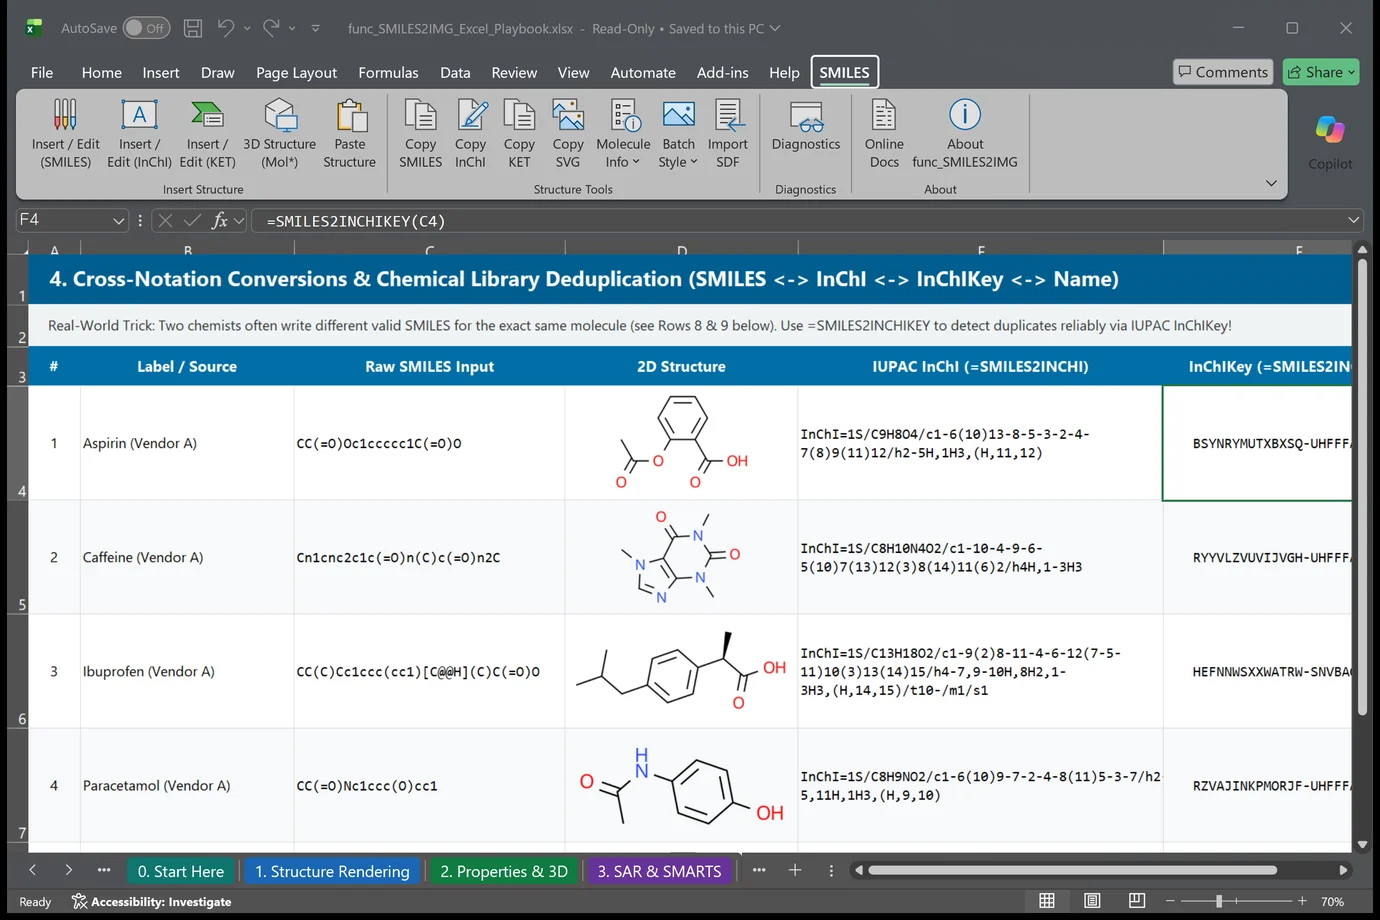 AutoSave Off func_SMILES2IMG_Excel_Playbook.xlsx - Read-Only • Saved to this PC
File Home Insert Draw Page Layout Formulas Data Review View Automate Add-ins Help SMILES Comments Share
Insert / Edit (SMILES)
Insert / Edit (InChI)
Insert / Edit (KET)
3D Structure (Mol*)
Paste Structure
Copy SMILES
Copy InChI
Copy KET
Copy SVG
Molecule Info
Batch Style
Import SDF
Diagnostics
Online Docs
About func_SMILES2IMG
Copilot
Insert Structure Structure Tools Diagnostics About
F4 fx =SMILES2INCHIKEY(C4)
A B C D E F
1 4. Cross-Notation Conversions & Chemical Library Deduplication (SMILES <-> InChI <-> InChIKey <-> Name)
2 Real-World Trick: Two chemists often write different valid SMILES for the exact same molecule (see Rows 8 & 9 below). Use =SMILES2INCHIKEY to detect duplicates reliably via IUPAC InChIKey!
3 # Label / Source Raw SMILES Input 2D Structure IUPAC InChI (=SMILES2INCHI) InChIKey (=SMILES2IN
1 Aspirin (Vendor A) CC(=O)Oc1ccccc1C(=O)O
O O O OH
InChI=1S/C9H8O4/c1-6(10)13-8-5-3-2-4-
7(8)9(11)12/h2-5H,1H3,(H,11,12)
BSYNRYMUTXBXSQ-UHFFF
4
2 Caffeine (Vendor A) Cn1cnc2c1c(=O)n(C)c(=O)n2C
O N O N N N
InChI=1S/C8H10N4O2/c1-10-4-9-6-
5(10)7(13)12(3)8(14)11(6)2/h4H,1-3H3
RYYVLZVUVIJVGH-UHFFF
5
3 Ibuprofen (Vendor A) CC(C)Cc1ccc(cc1)[C@@H](C)C(=O)O
OH O
InChI=1S/C13H18O2/c1-9(2)8-11-4-6-12(7-5-
11)10(3)13(14)15/h4-7,9-10H,8H2,1-
3H3,(H,14,15)/t10-/m1/s1
HEFNNWSXXWATRW-SNVBA
6
4 Paracetamol (Vendor A) CC(=O)Nc1ccc(O)cc1
H N O OH
InChI=1S/C8H9NO2/c1-6(10)9-7-2-4-8(11)5-3-7/h2-
5,11H,1H3,(H,9,10)
RZVAJINKPMORJF-UHFFF
7
0. Start Here 1. Structure Rendering 2. Properties & 3D 3. SAR & SMARTS
Ready Accessibility: Investigate 70%